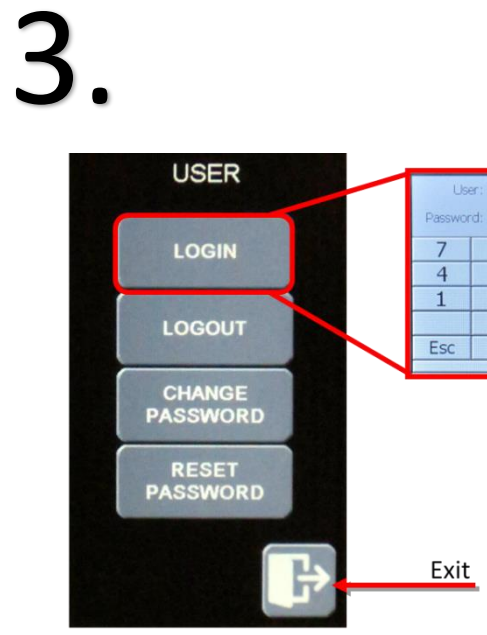 3.
USER
LOGIN
LOGOUT
CHANGE
PASSWORD
RESET
PASSWORD
User:
Password:
7
4
1
Esc
Exit